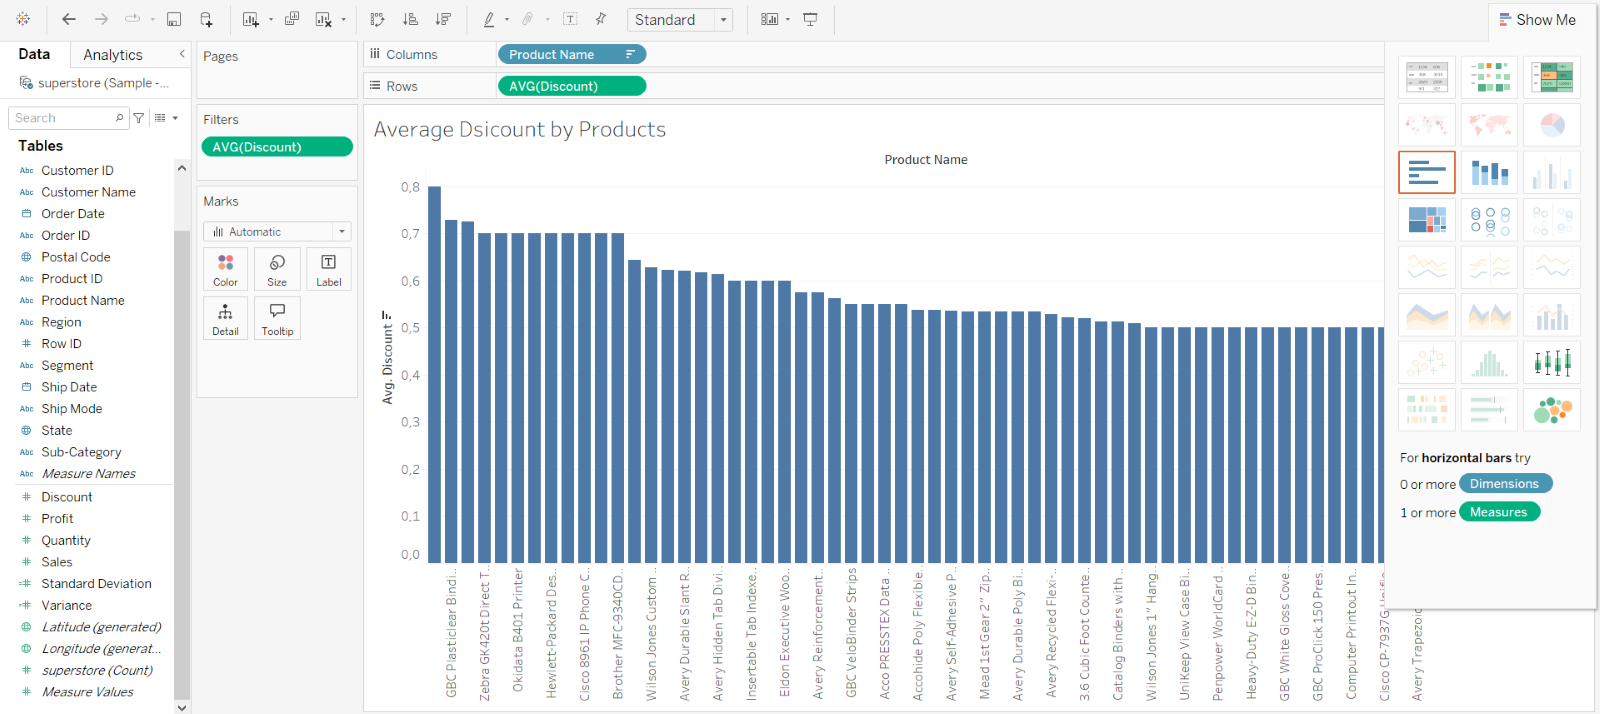 Standard
Show Me
Data
Analytics
superstore (Sample -...
Search
Tables
Customer ID
Customer Name
Order Date
Order ID
Postal Code
Product ID
Product Name
Region
Row ID
Segment
Ship Date
Ship Mode
State
Sub-Category
Measure Names
Discount
Profit
Quantity
Sales
Standard Deviation
Variance
Latitude (generated)
Longitude (generat...
superstore (Count)
Measure Values
Pages
Filters
AVG(Discount)
Marks
Automatic
Color
Size
Label
Detail
Tooltip
Columns
Product Name
Rows
AVG(Discount)
Average Dsicount by Products
Product Name
Avg. Discount
0,8
0,7
0,6
0,5
0,4
0,3
0,2
0,1
0,0
GBC Plasticlear Bindi..
Zebra GK420t Direct T..
Okidata B401 Printer
Hewlett-Packard Des..
Cisco 8961 IP Phone C..
Brother MFC-9340CD..
Wilson Jones Custom ..
Avery Durable Slant R..
Avery Hidden Tab Divi..
Insertable Tab Indexe..
Eldon Executive Woo..
Avery Reinforcement..
GBC VeloBinder Strips
Acco PRESSTEX Data ..
Accohide Poly Flexible..
Avery Self-Adhesive P..
Mead 1st Gear 2" Zip..
Avery Durable Poly Bi..
Avery Recycled Flexi-..
3.6 Cubic Foot Counte..
Catalog Binders with ..
Wilson Jones 1" Hang..
UniKeep View Case Bi..
Penpower WorldCard ..
Heavy-Duty E-Z-D Bin..
GBC White Gloss Cove..
GBC ProClick 150 Pres..
Computer Printout In..
Cisco CP-7937G
Avery Trapezoi
For horizontal bars try
0 or more Dimensions
1 or more Measures